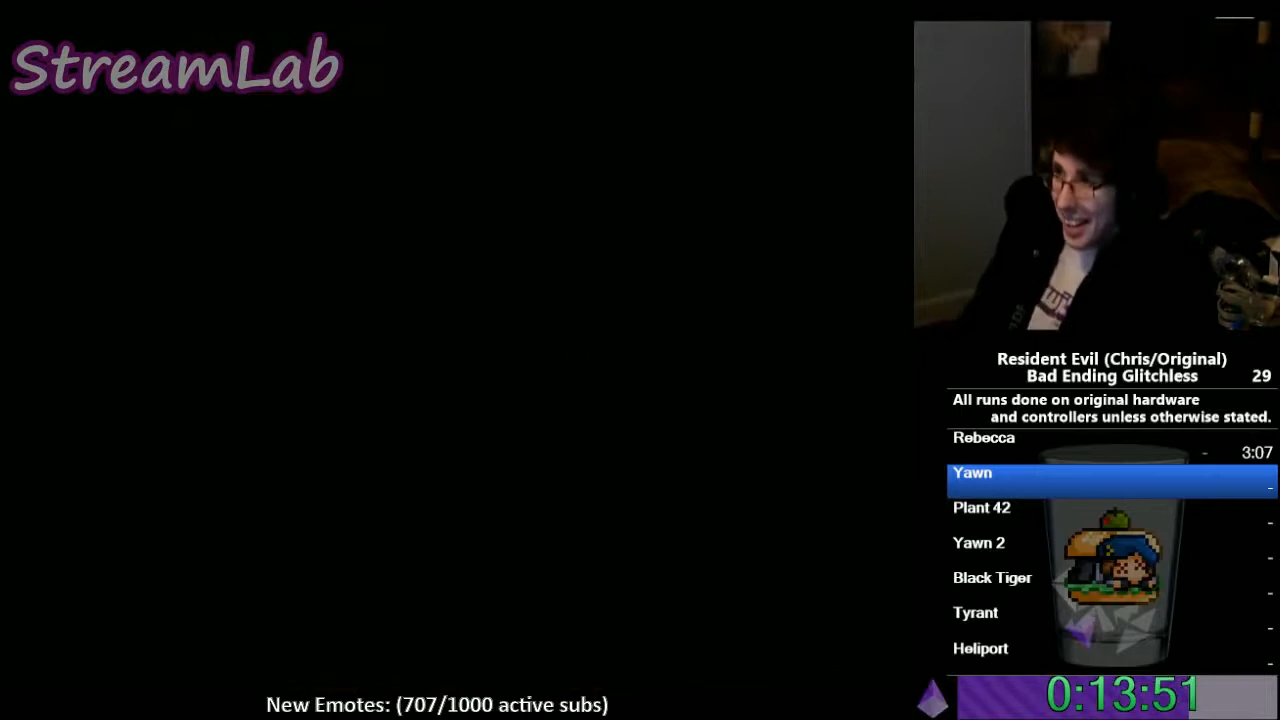 StreamLab
Resident Evil (Chris/Original)
Bad Ending Glitchless 29
All runs done on original hardware
and controllers unless otherwise stated.
Rebecca
- 3:07
Yawn
-
Plant 42
-
Yawn 2
-
Black Tiger
-
Tyrant
-
Heliport
-
0:13:51
New Emotes: (707/1000 active subs)